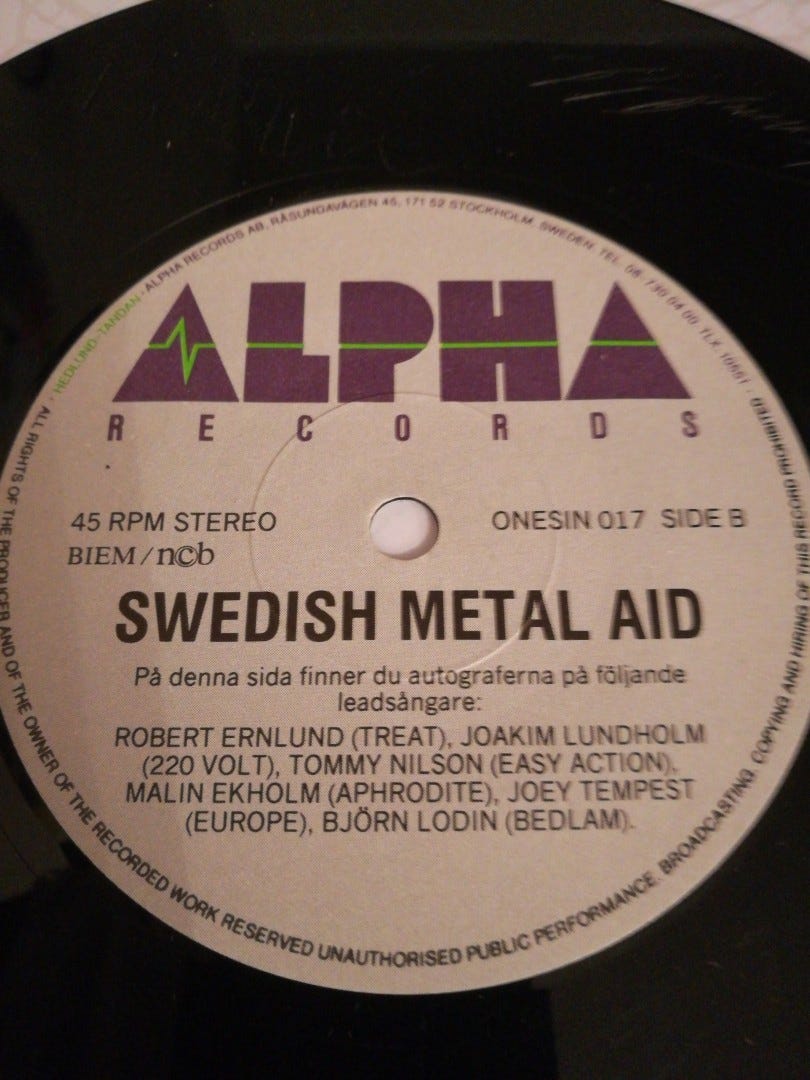 HEDLUND-TANDAN · ALPHA RECORDS AB, RÅSUNDAVÄGEN 45, 171 52 STOCKHOLM, SWEDEN. TEL. 08-730 04 00. TLX 10551 ·
ALPHA
RECORDS
45 RPM STEREO
ONESIN 017 SIDE B
BIEM/n©b
SWEDISH METAL AID
På denna sida finner du autograferna på följande
leadsångare:
ROBERT ERNLUND (TREAT), JOAKIM LUNDHOLM
(220 VOLT), TOMMY NILSON (EASY ACTION),
MALIN EKHOLM (APHRODITE), JOEY TEMPEST
(EUROPE), BJÖRN LODIN (BEDLAM).
ALL RIGHTS OF THE PRODUCER AND OF THE OWNER OF THE RECORDED WORK RESERVED UNAUTHORISED PUBLIC PERFORMANCE. BROADCASTING. COPYING AND HIRING OF THIS RECORD PROHIBITED